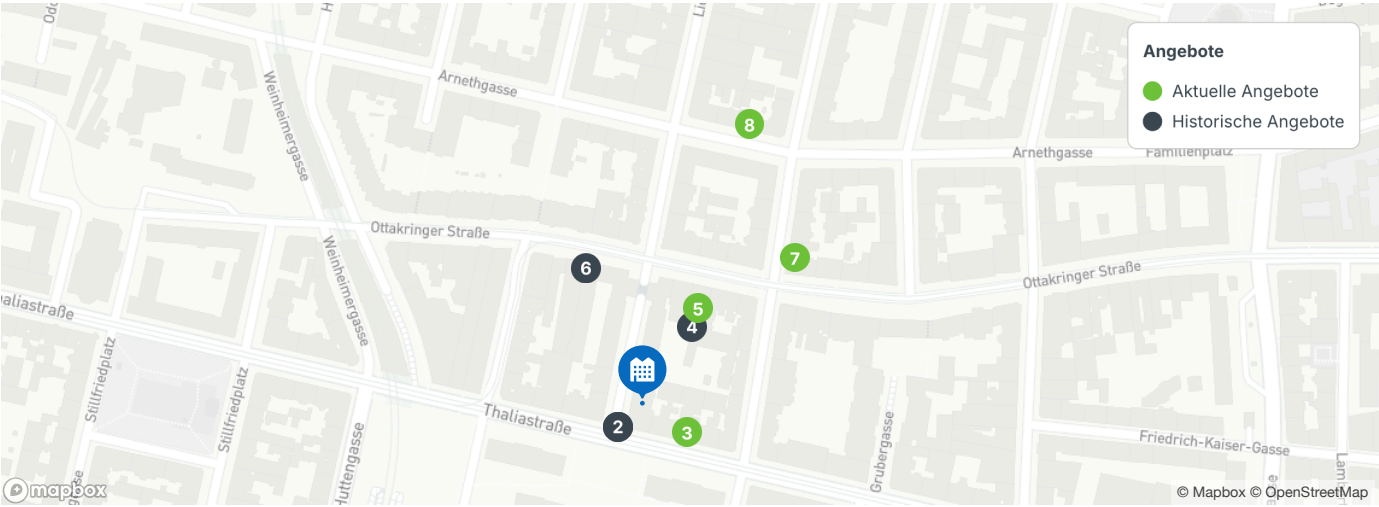 Arnethgasse
Weinheimergasse
Angebote
Aktuelle Angebote
Historische Angebote
8
Arnethgasse
Familienplatz
Ottakringer Straße
Weinheimergasse
7
6
Ottakringer Straße
5
4
Stillfriedplatz
Stillfriedplatz
Thaliastraße
2
3
Huttengasse
Grubergasse
Friedrich-Kaiser-Gasse
mapbox
© Mapbox © OpenStreetMap